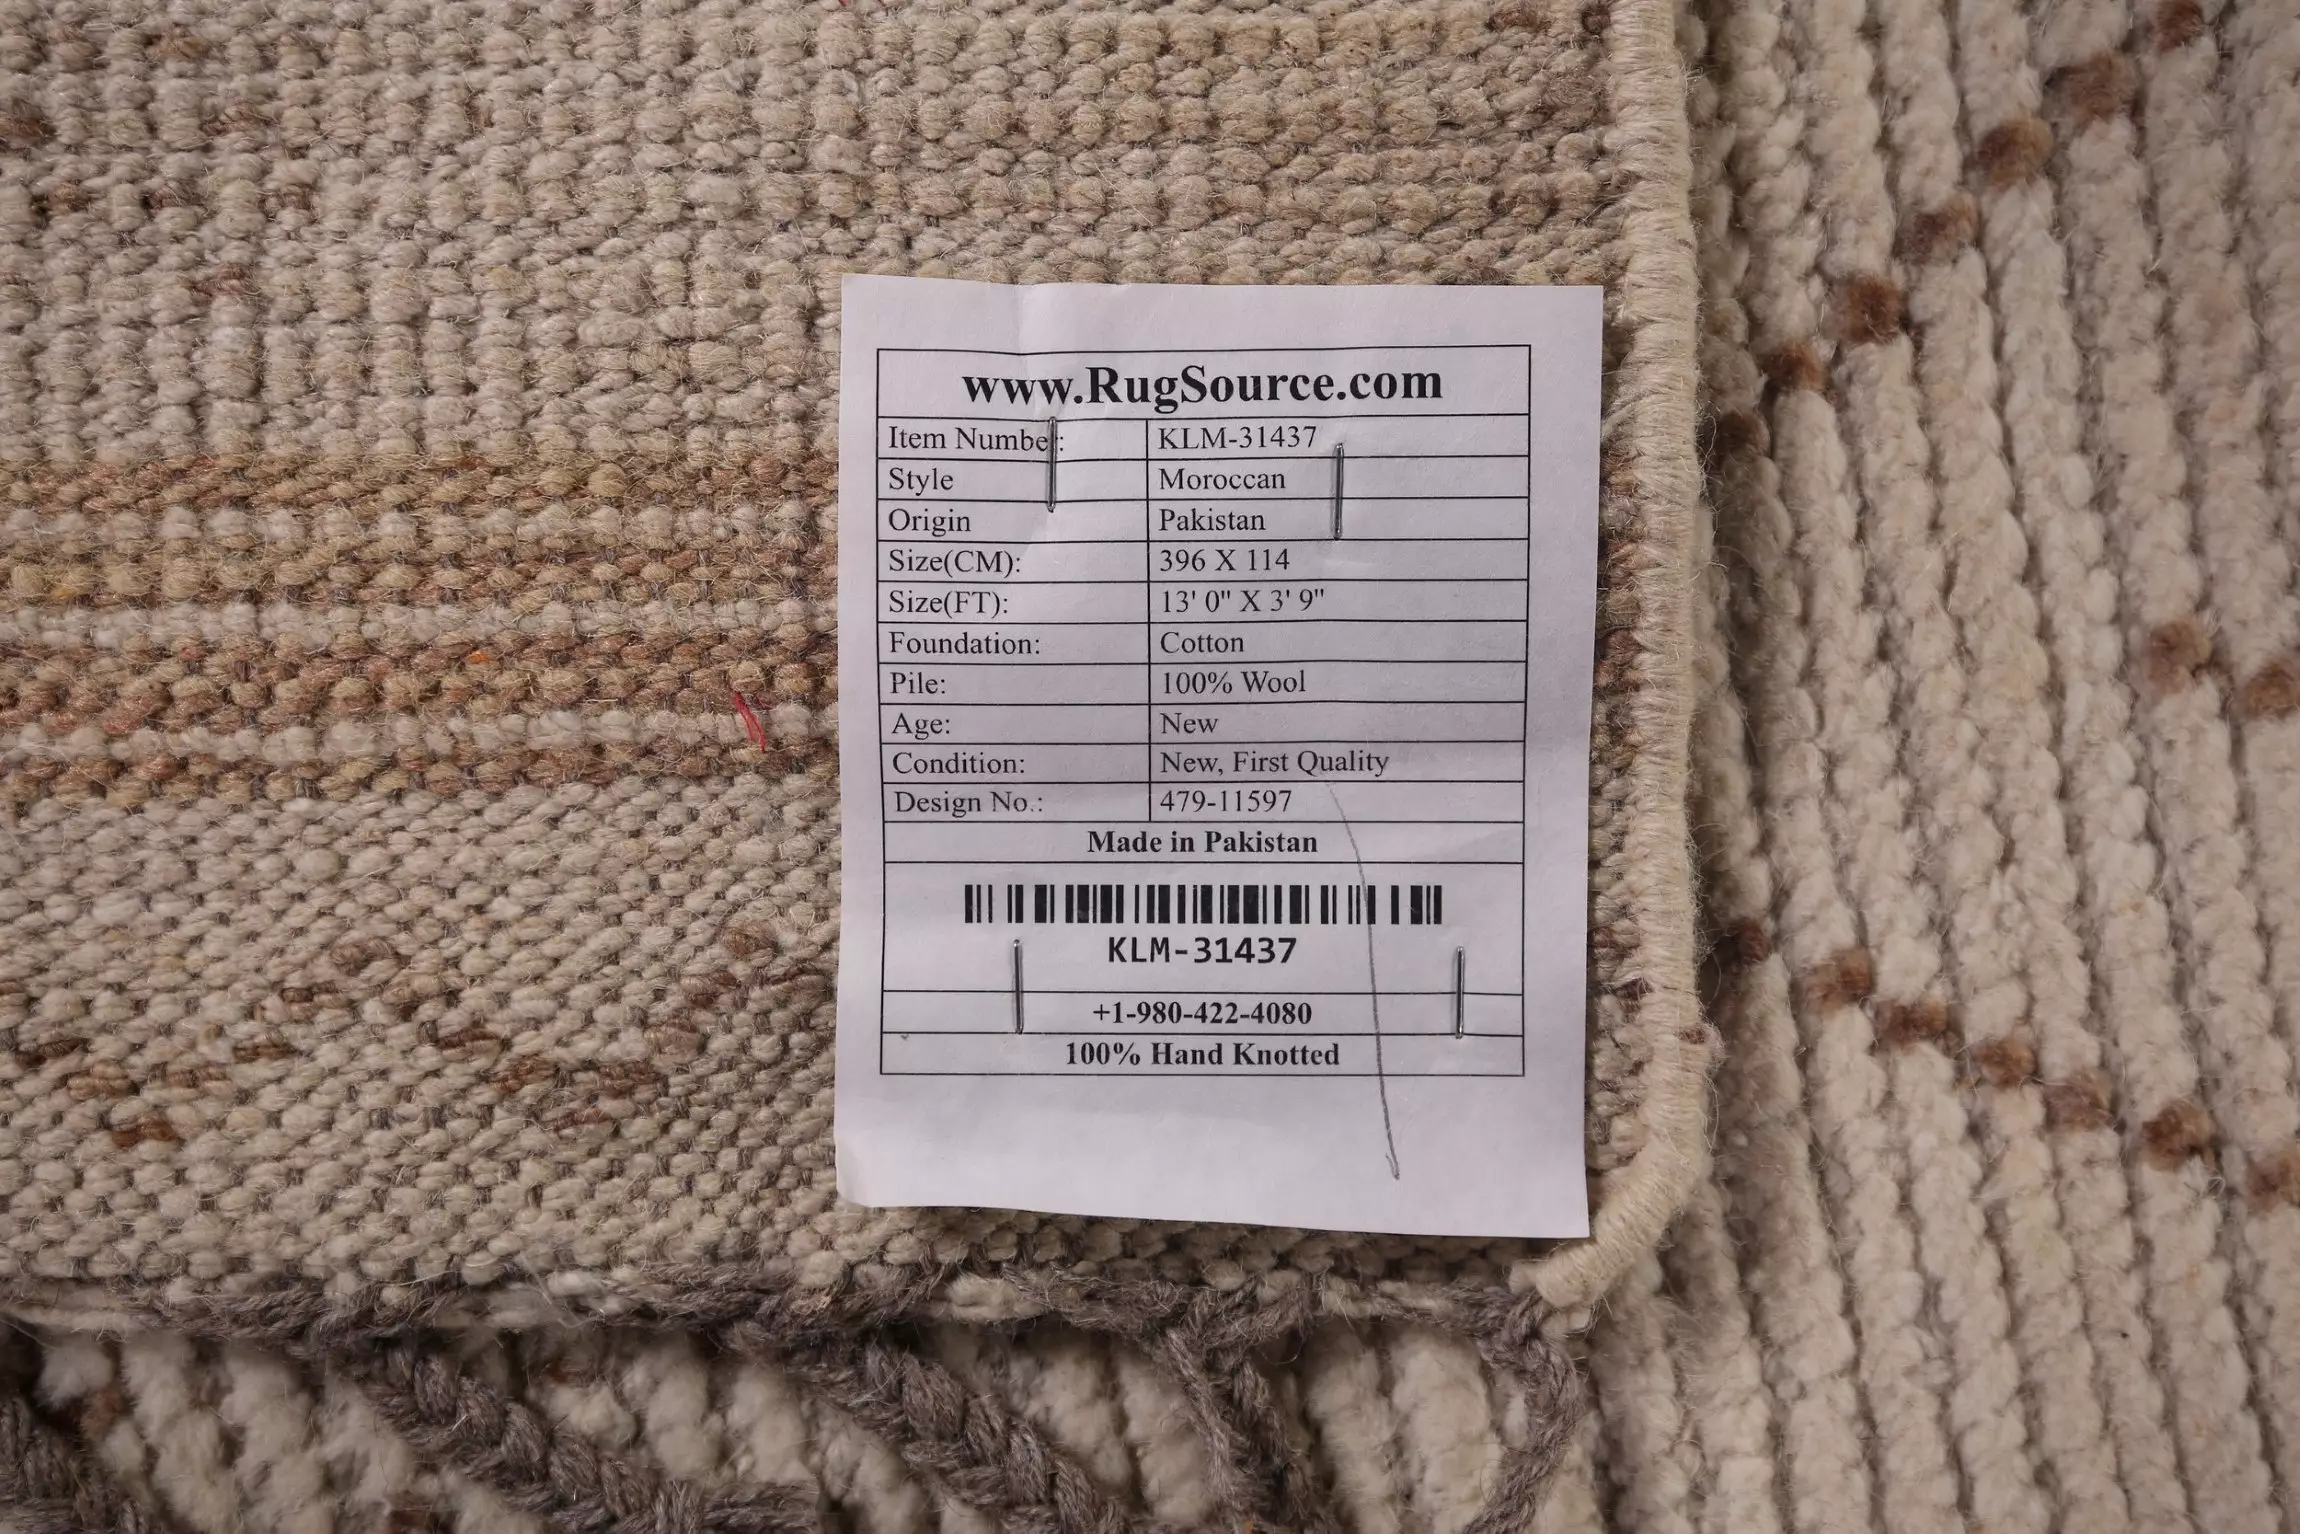 www.RugSource.com
Item Number: KLM-31437
Style Moroccan
Origin Pakistan
Size(CM): 396 X 114
Size(FT): 13' 0" X 3' 9"
Foundation: Cotton
Pile: 100% Wool
Age: New
Condition: New, First Quality
Design No.: 479-11597
Made in Pakistan
KLM-31437
+1-980-422-4080
100% Hand Knotted